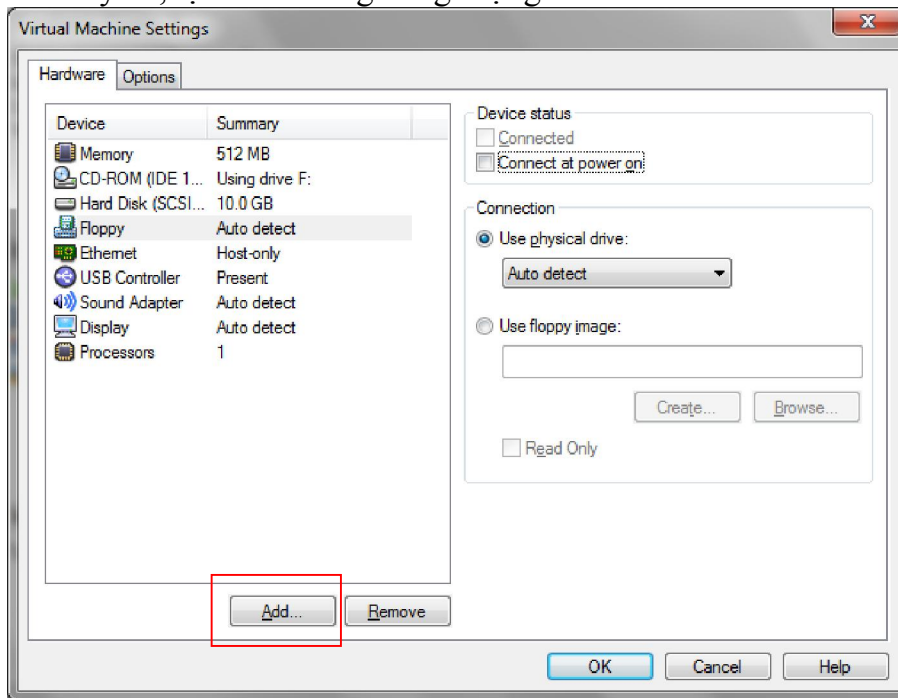 Virtual Machine Settings
Hardware Options
Device Summary
Memory 512 MB
CD-ROM (IDE 1... Using drive F:
Hard Disk (SCSI... 10.0 GB
Floppy Auto detect
Ethernet Host-only
USB Controller Present
Sound Adapter Auto detect
Display Auto detect
Processors 1
Add... Remove
Device status
Connected
Connect at power on
Connection
Use physical drive:
Auto detect
Use floppy image:
Create... Browse...
Read Only
OK Cancel Help